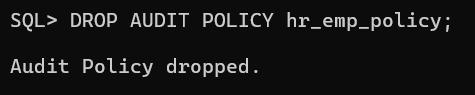 SQL> DROP AUDIT POLICY hr_emp_policy;
Audit Policy dropped.